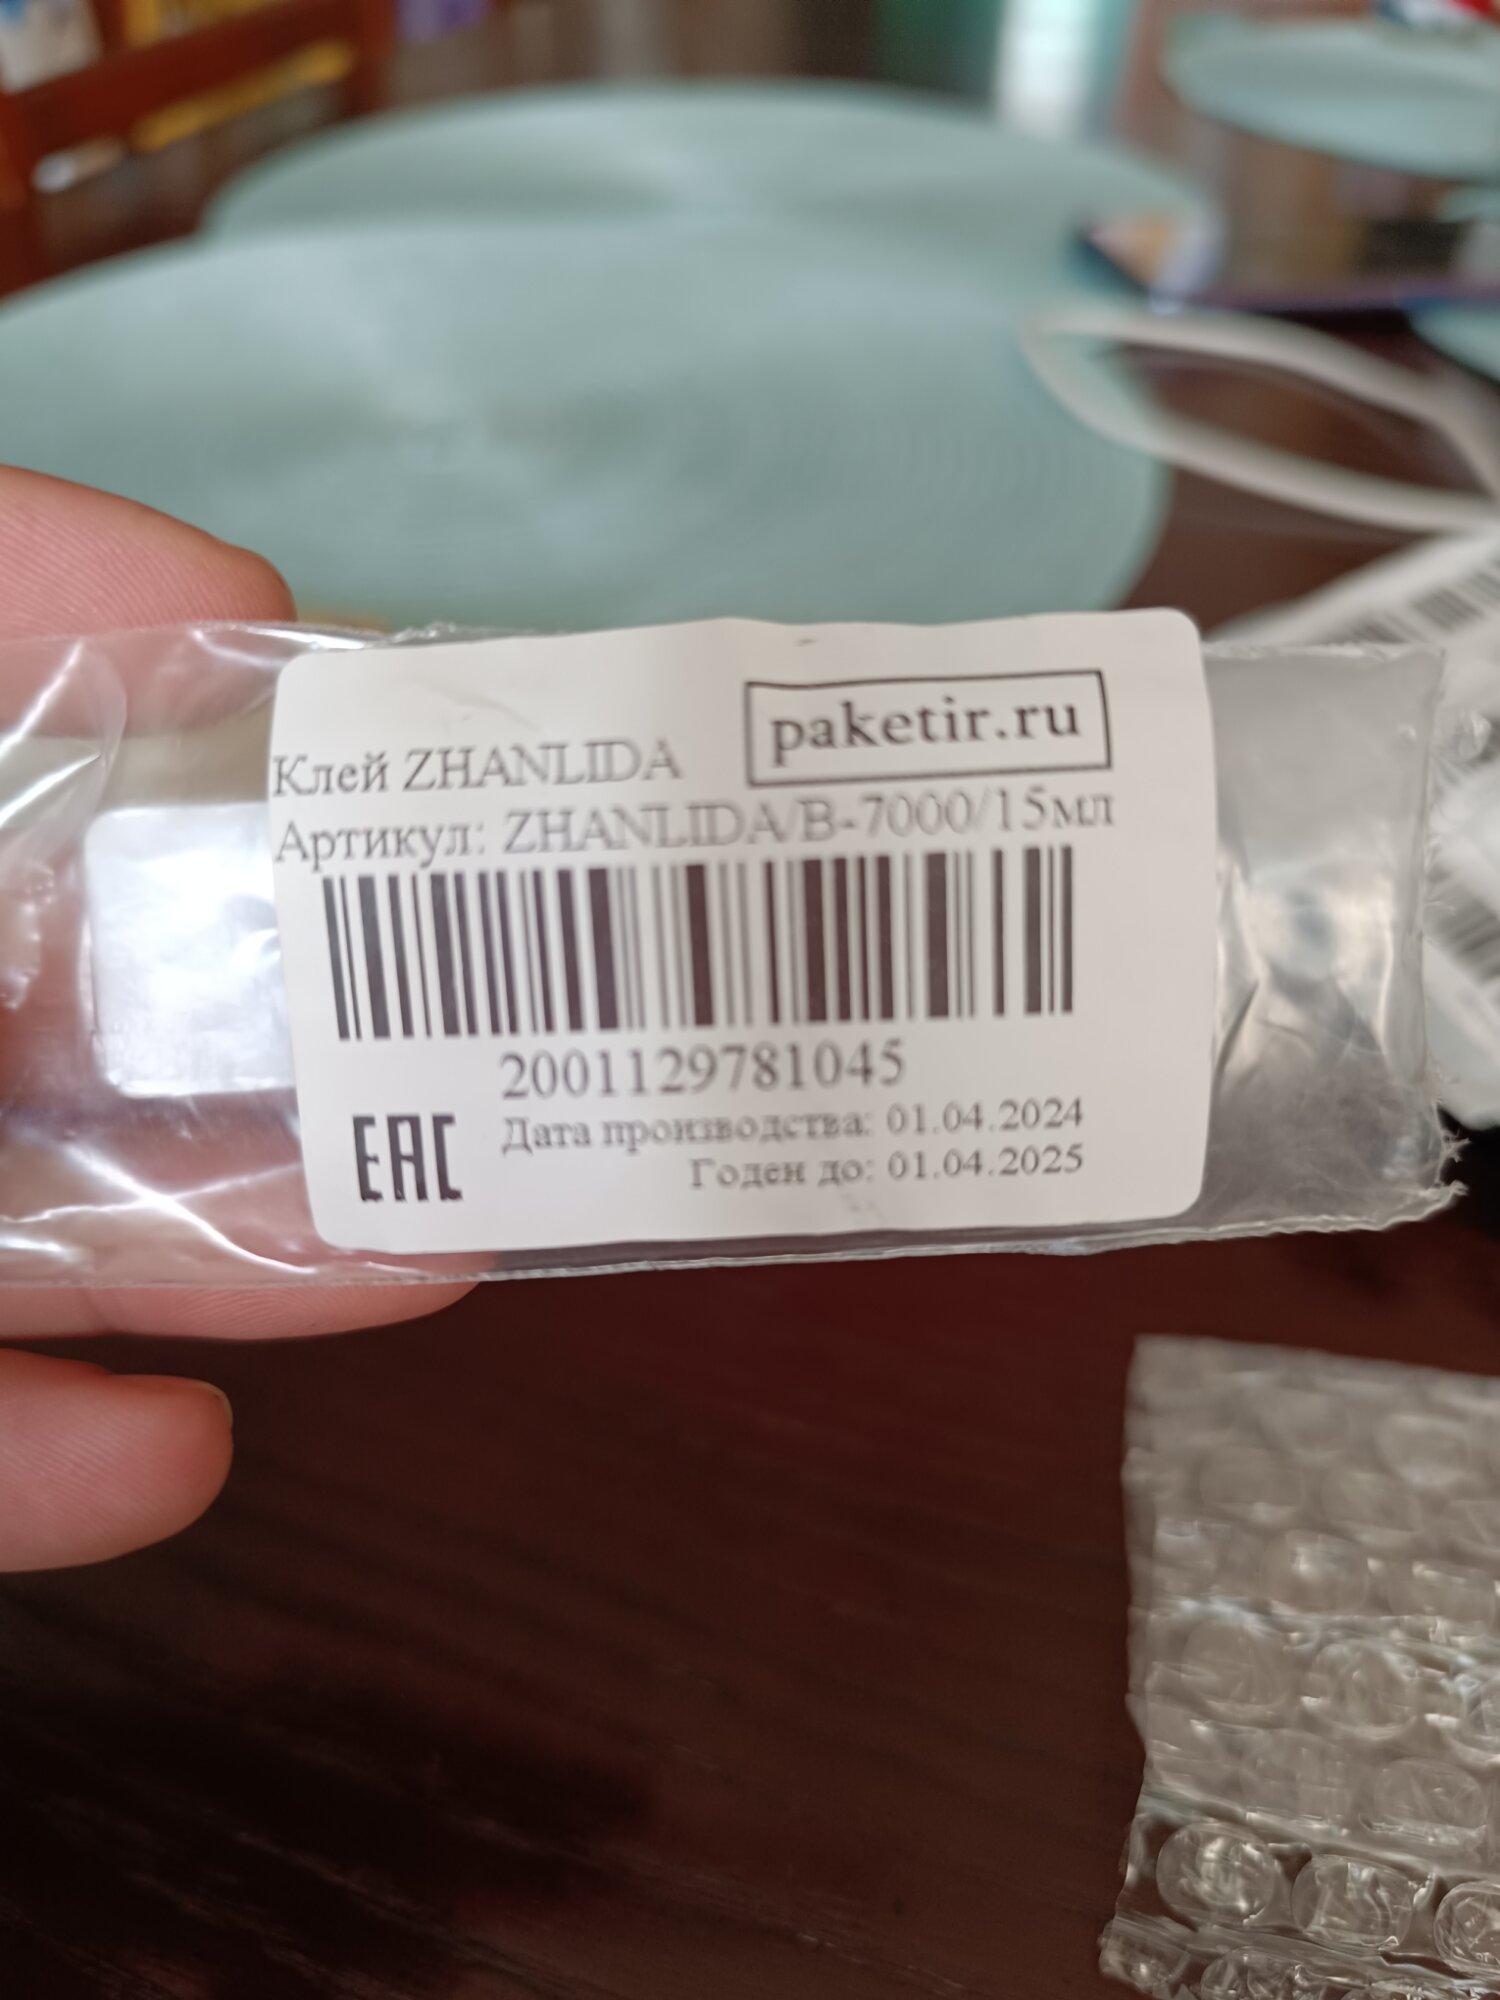 paketir.ru
Клей ZHANLIDA
Артикул: ZHANLIDA/B-7000/15мл
2001129781045
EAC
Дата производства: 01.04.2024
Годен до: 01.04.2025